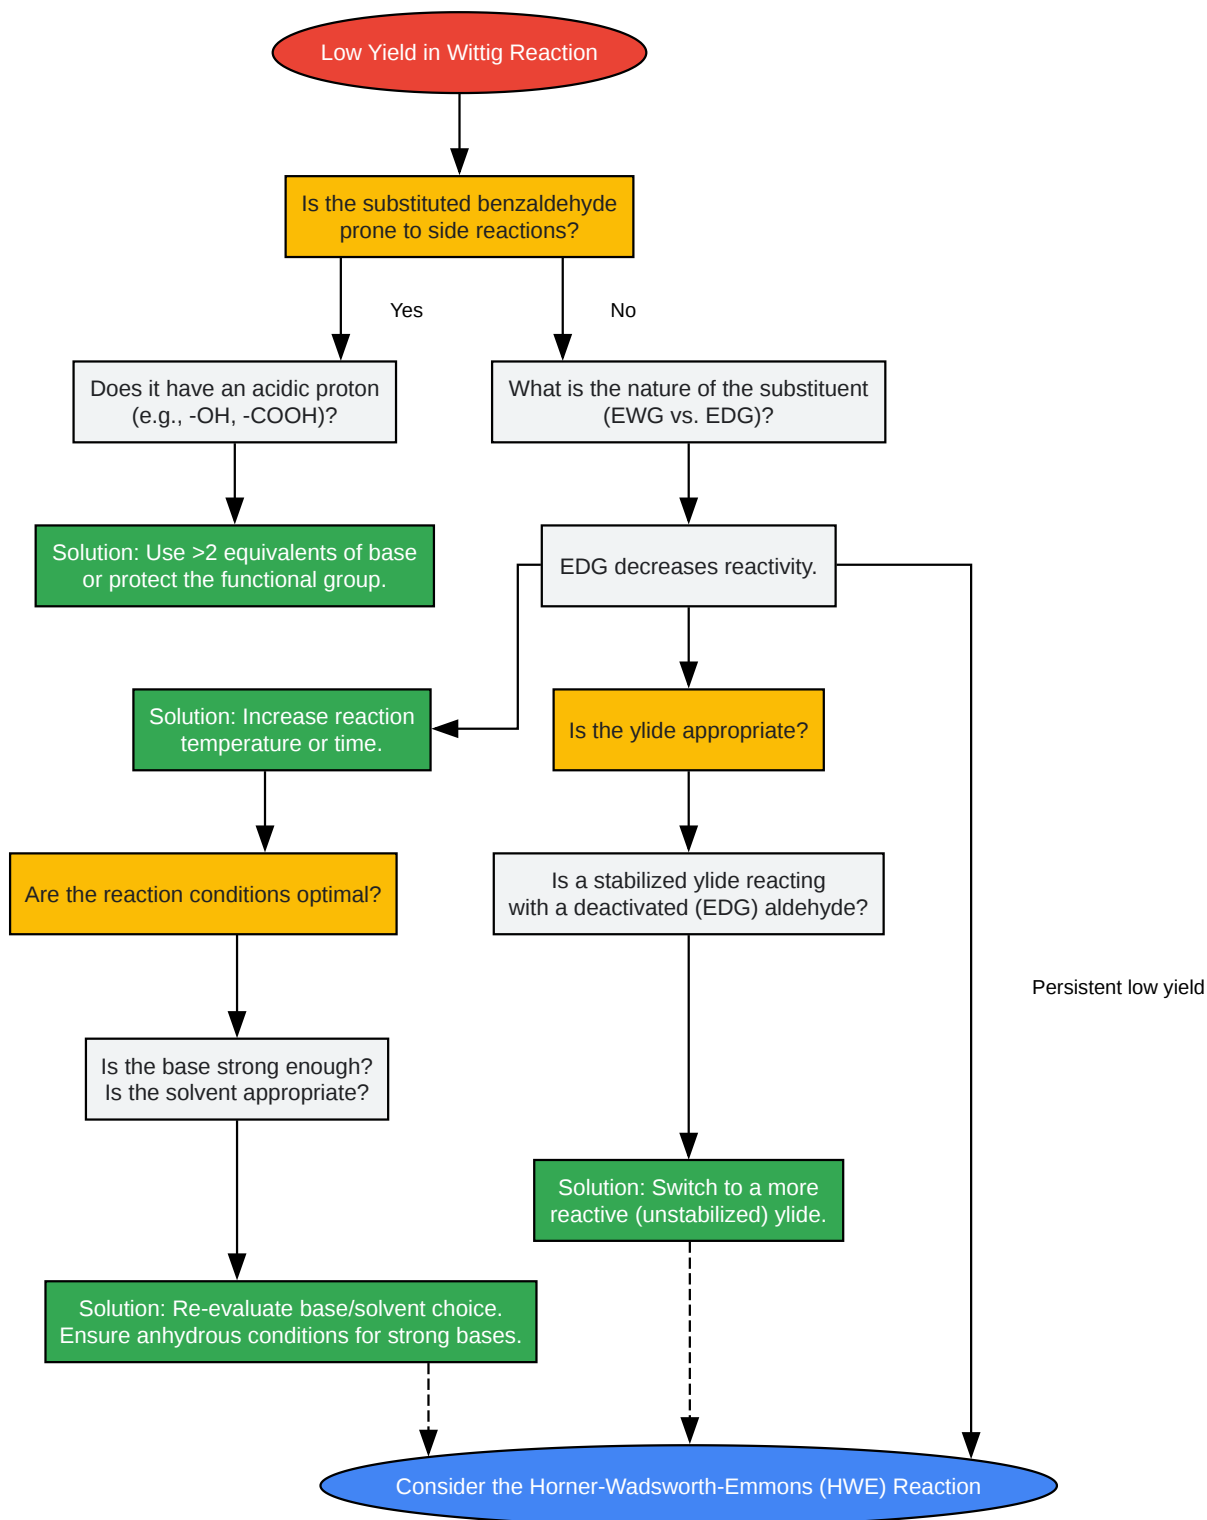 Low Yield in Wittig Reaction
Is the substituted benzaldehyde
prone to side reactions?
Yes
No
Does it have an acidic proton
(e.g., -OH, -COOH)?
What is the nature of the substituent
(EWG vs. EDG)?
Solution: Use >2 equivalents of base
or protect the functional group.
EDG decreases reactivity.
Solution: Increase reaction
temperature or time.
Is the ylide appropriate?
Are the reaction conditions optimal?
Is a stabilized ylide reacting
with a deactivated (EDG) aldehyde?
Persistent low yield
Is the base strong enough?
Is the solvent appropriate?
Solution: Switch to a more
reactive (unstabilized) ylide.
Solution: Re-evaluate base/solvent choice.
Ensure anhydrous conditions for strong bases.
Consider the Horner-Wadsworth-Emmons (HWE) Reaction